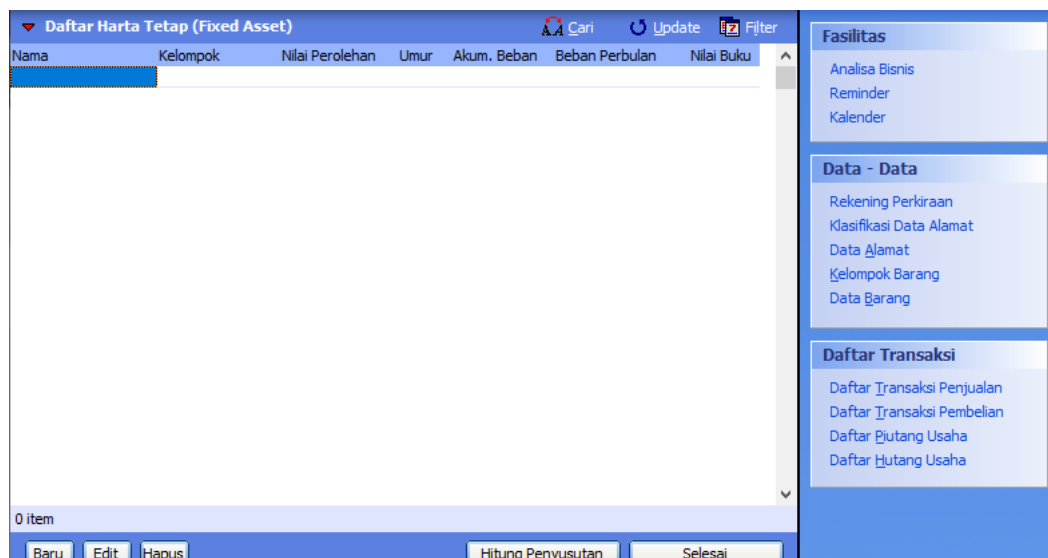 Daftar Harta Tetap (Fixed Asset) Cari Update Filter
Nama Kelompok Nilai Perolehan Umur Akum. Beban Beban Perbulan Nilai Buku
0 item
Baru Edit Hapus Hitung Penyusutan Selesai
Fasilitas
Analisa Bisnis
Reminder
Kalender
Data - Data
Rekening Perkiraan
Klasifikasi Data Alamat
Data Alamat
Kelompok Barang
Data Barang
Daftar Transaksi
Daftar Transaksi Penjualan
Daftar Transaksi Pembelian
Daftar Piutang Usaha
Daftar Hutang Usaha